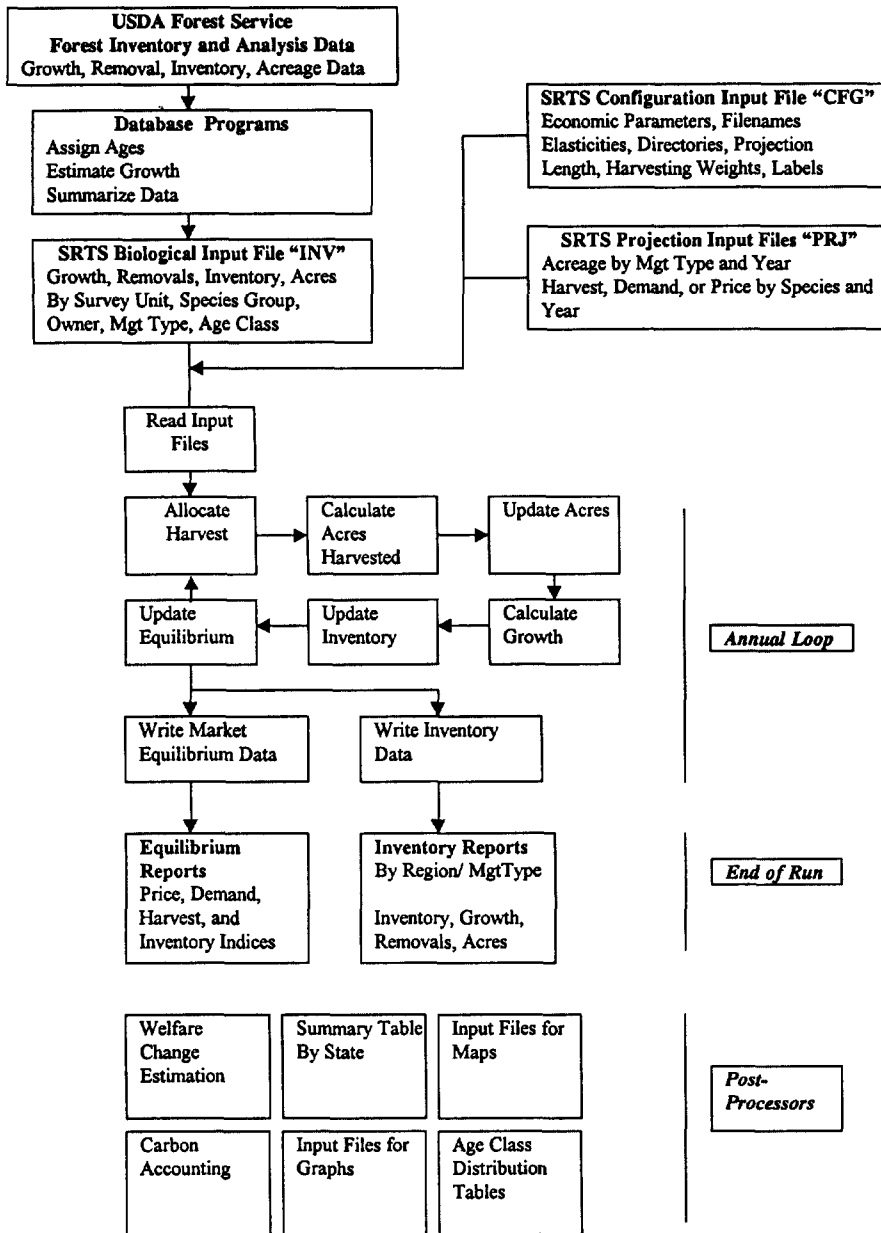 USDA Forest Service
Forest Inventory and Analysis Data
Growth, Removal, Inventory, Acreage Data
Database Programs
Assign Ages
Estimate Growth
Summarize Data
SRTS Biological Input File “INV”
Growth, Removals, Inventory, Acres
By Survey Unit, Species Group,
Owner, Mgt Type, Age Class
SRTS Configuration Input File “CFG”
Economic Parameters, Filenames
Elasticities, Directories, Projection
Length, Harvesting Weights, Labels
SRTS Projection Input Files “PRJ”
Acreage by Mgt Type and Year
Harvest, Demand, or Price by Species and
Year
Read Input
Files
Allocate
Harvest
Calculate
Acres
Harvested
Update Acres
Update
Equilibrium
Update
Inventory
Calculate
Growth
Annual Loop
Write Market
Equilibrium Data
Write Inventory
Data
Equilibrium
Reports
Price, Demand,
Harvest, and
Inventory Indices
Inventory Reports
By Region/ MgtType
Inventory, Growth,
Removals, Acres
End of Run
Welfare
Change
Estimation
Summary Table
By State
Input Files for
Maps
Carbon
Accounting
Input Files for
Graphs
Age Class
Distribution
Tables
Post-
Processors